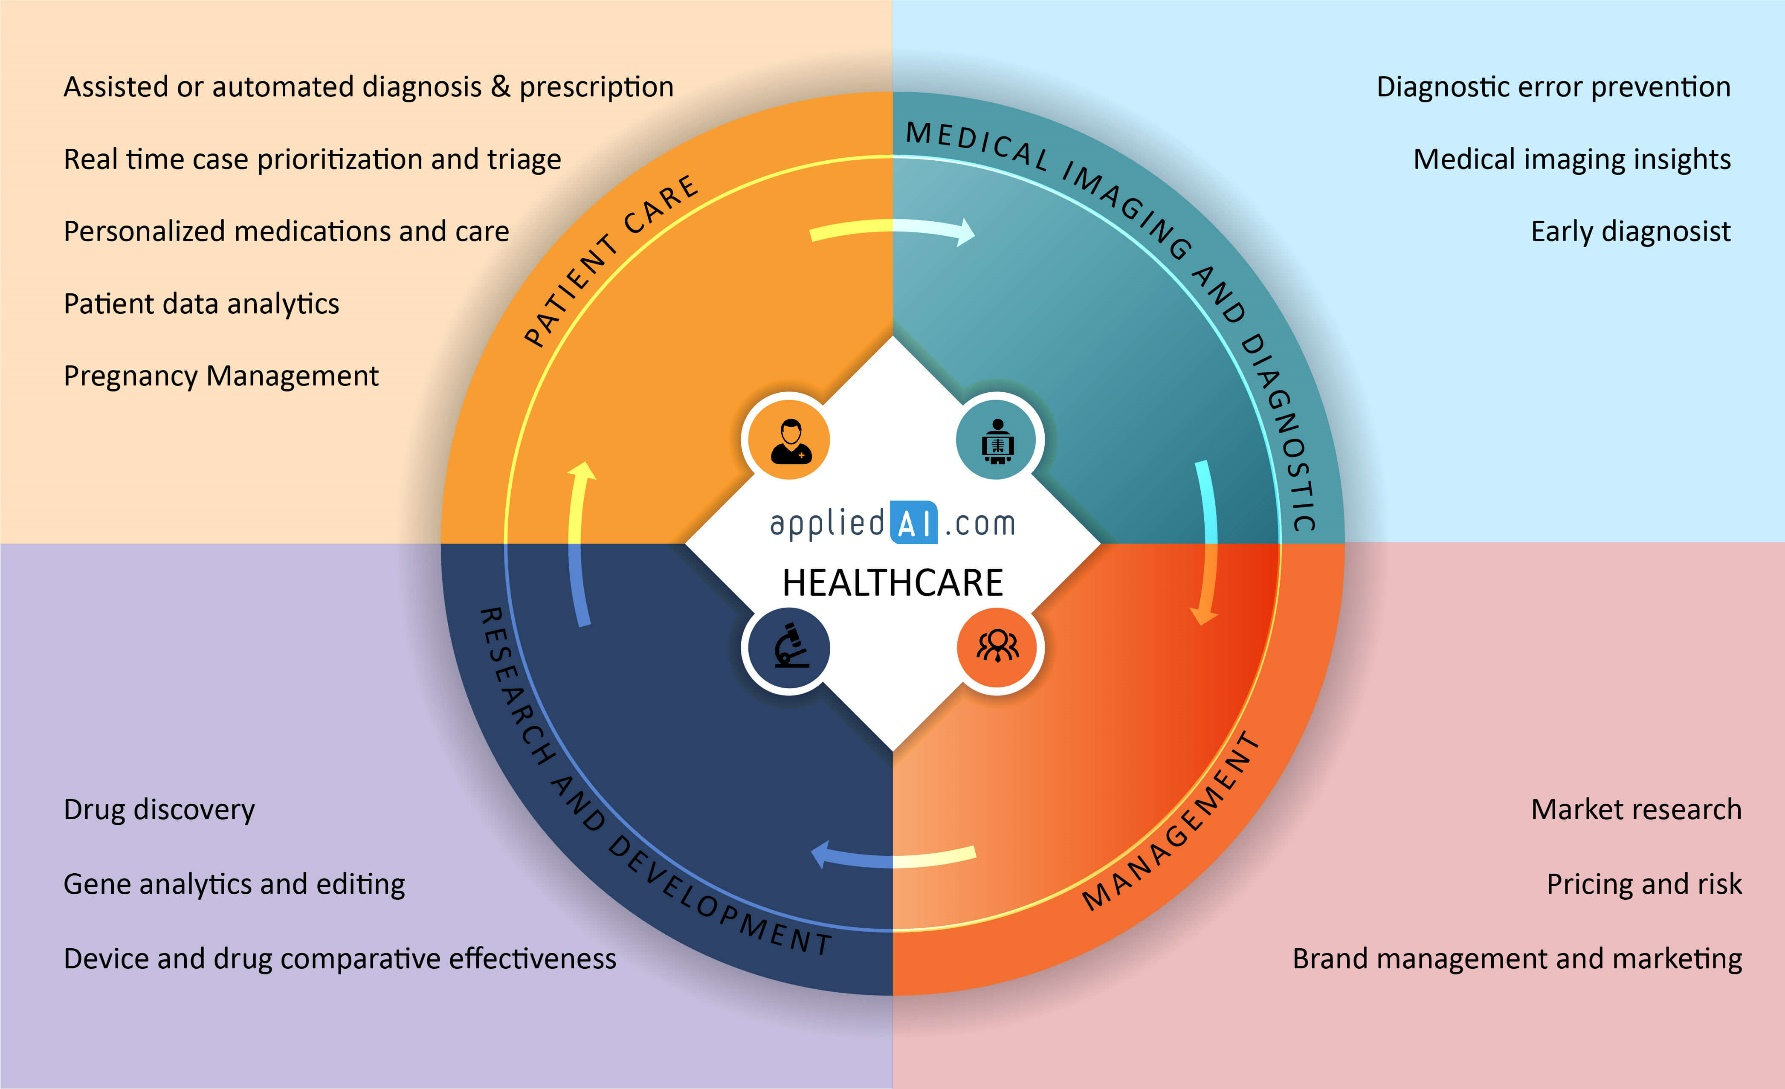 Assisted or automated diagnosis & prescription
Real time case prioritization and triage
Personalized medications and care
Patient data analytics
Pregnancy Management
Diagnostic error prevention
Medical imaging insights
Early diagnosist
PATIENT CARE
MEDICAL IMAGING AND DIAGNOSTIC
appliedAI.com
HEALTHCARE
RESEARCH AND DEVELOPMENT
MANAGEMENT
Drug discovery
Gene analytics and editing
Device and drug comparative effectiveness
Market research
Pricing and risk
Brand management and marketing